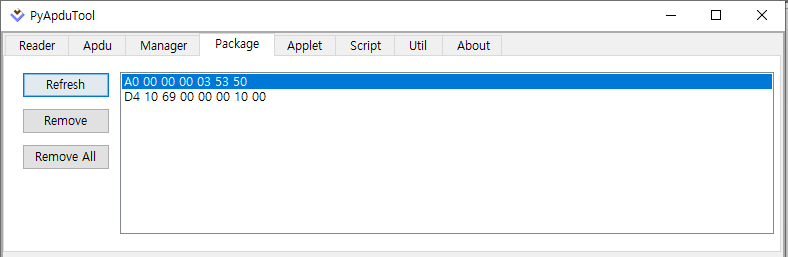 PyApduTool
Reader Apdu Manager Package Applet Script Util About
Refresh
A0 00 00 00 03 53 50
D4 10 69 00 00 00 10 00
Remove
Remove All